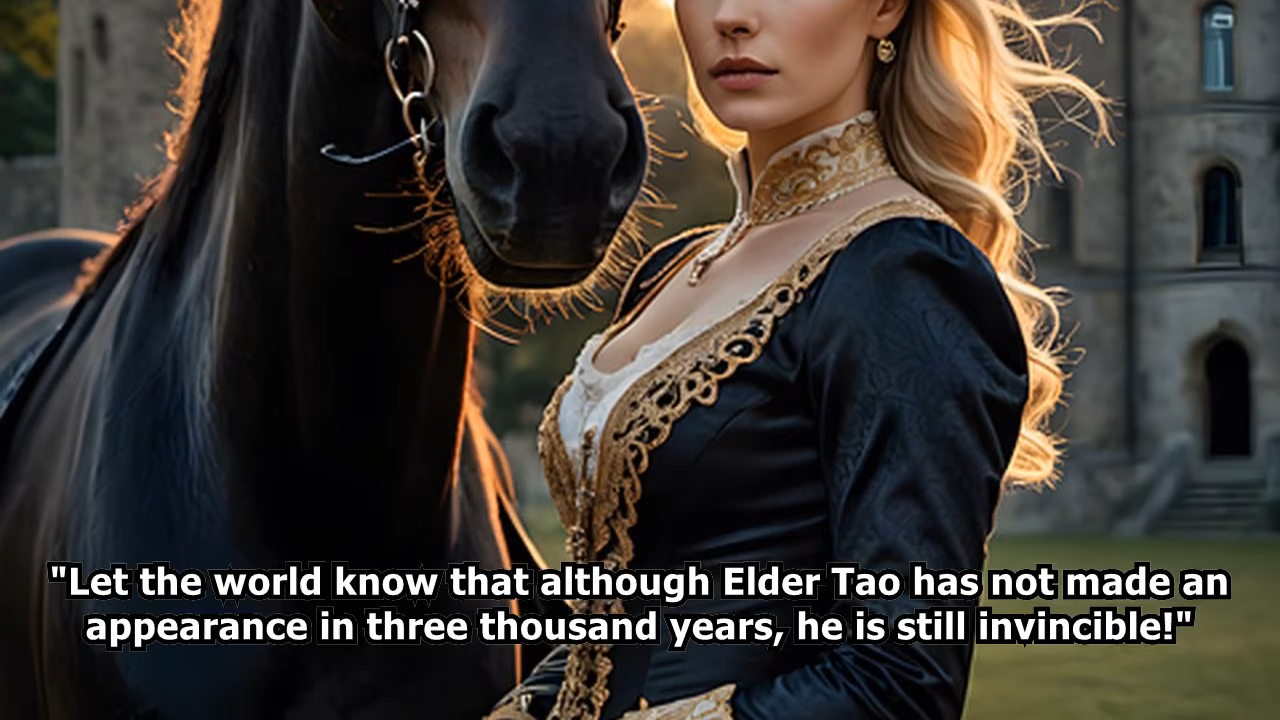 "Let the world know that although Elder Tao has not made an
appearance in three thousand years, he is still invincible!"